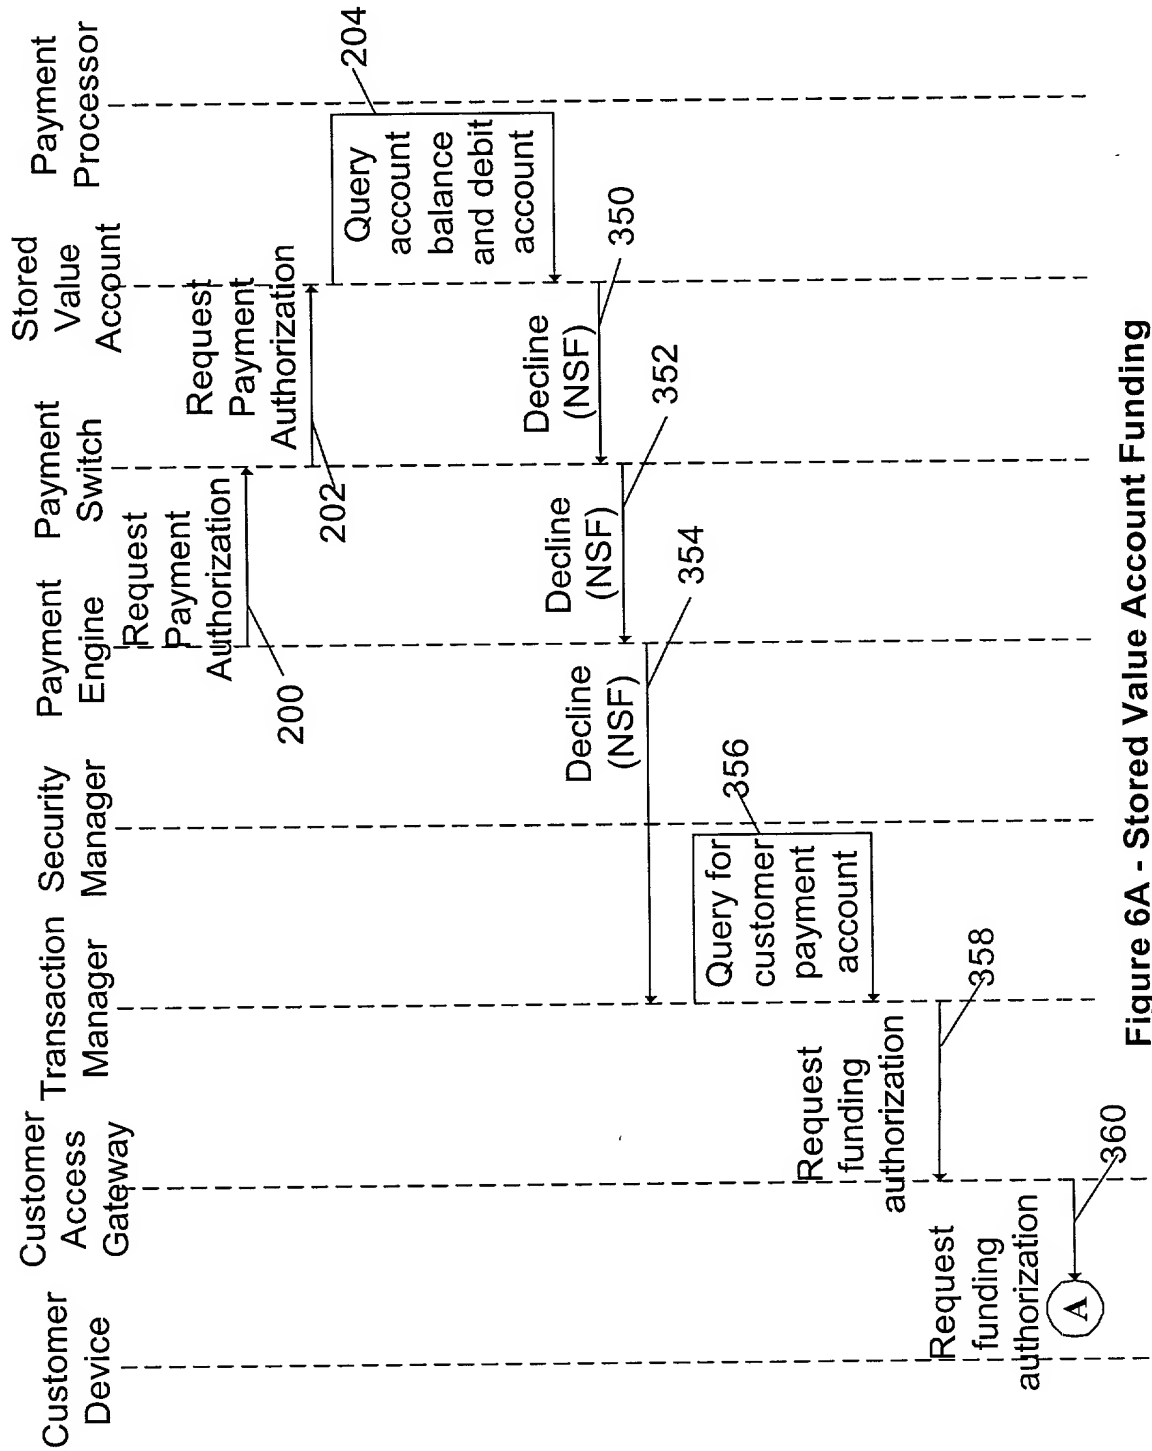 Customer
Device
Customer
Access
Gateway
Transaction
Manager
Security
Manager
Payment
Engine
Payment
Switch
Stored
Value
Account
Payment
Processor
Request
Payment
Authorization
200
Request
Payment
Authorization
202
Query
account
balance
and debit
account
204
Decline
(NSF)
350
Decline
(NSF)
352
Decline
(NSF)
354
Query for
customer
payment
account
356
Request
funding
authorization
358
Request
funding
authorization
360
A
Figure 6A - Stored Value Account Funding